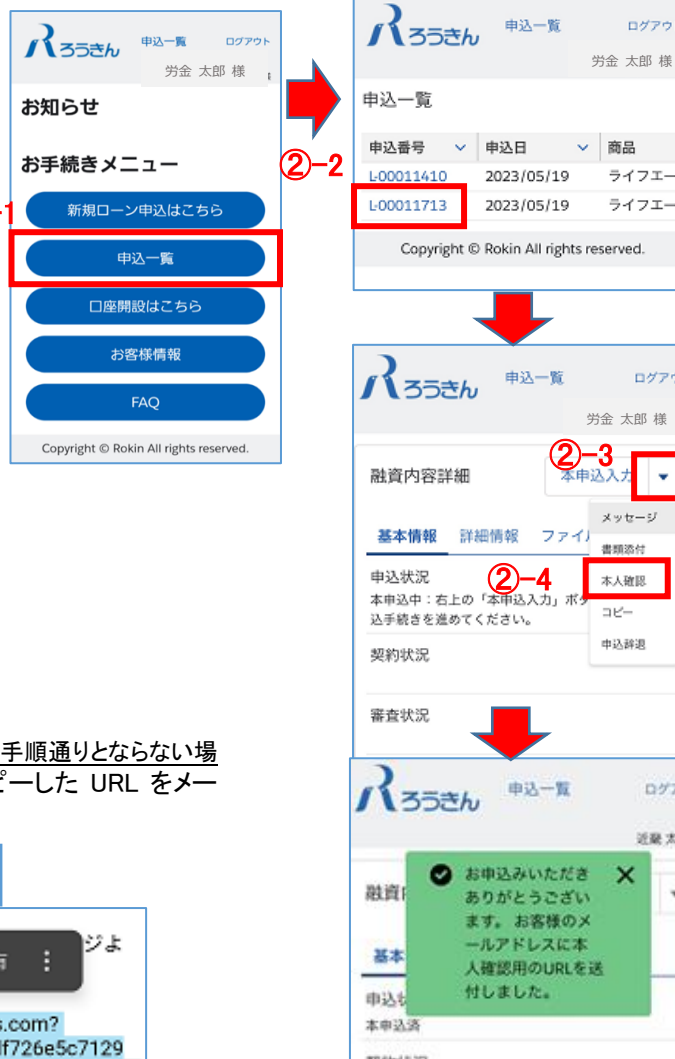 ろうきん
申込一覧
ログアウト
労金 太郎 様
お知らせ
お手続きメニュー
新規ローン申込はこちら
申込一覧
口座開設はこちら
お客様情報
FAQ
Copyright © Rokin All rights reserved.
-1
②-2
ろうきん
申込一覧
ログアウ
労金 太郎 様
申込一覧
申込番号 申込日 商品
L-00011410 2023/05/19 ライフエー
L-00011713 2023/05/19 ライフエー
Copyright © Rokin All rights reserved.
ろうきん
申込一覧
ログアウ
労金 太郎 様
②-3
融資内容詳細
本申込入力
メッセージ
書類添付
本人確認
コピー
申込辞退
基本情報 詳細情報 ファイ
②-4
申込状況
本申込中:右上の「本申込入力」ボタ
込手続きを進めてください。
契約状況
審査状況
手順通りとならない場
ピーした URL をメー
ジよ
s.com?
df726e5c7129
ろうきん
申込一覧
ログア
近畿 太
融資
お申込みいただき
ありがとうござい
ます。 お客様のメ
ールアドレスに本
人確認用のURLを送
付しました。
基本
申込
本申込済